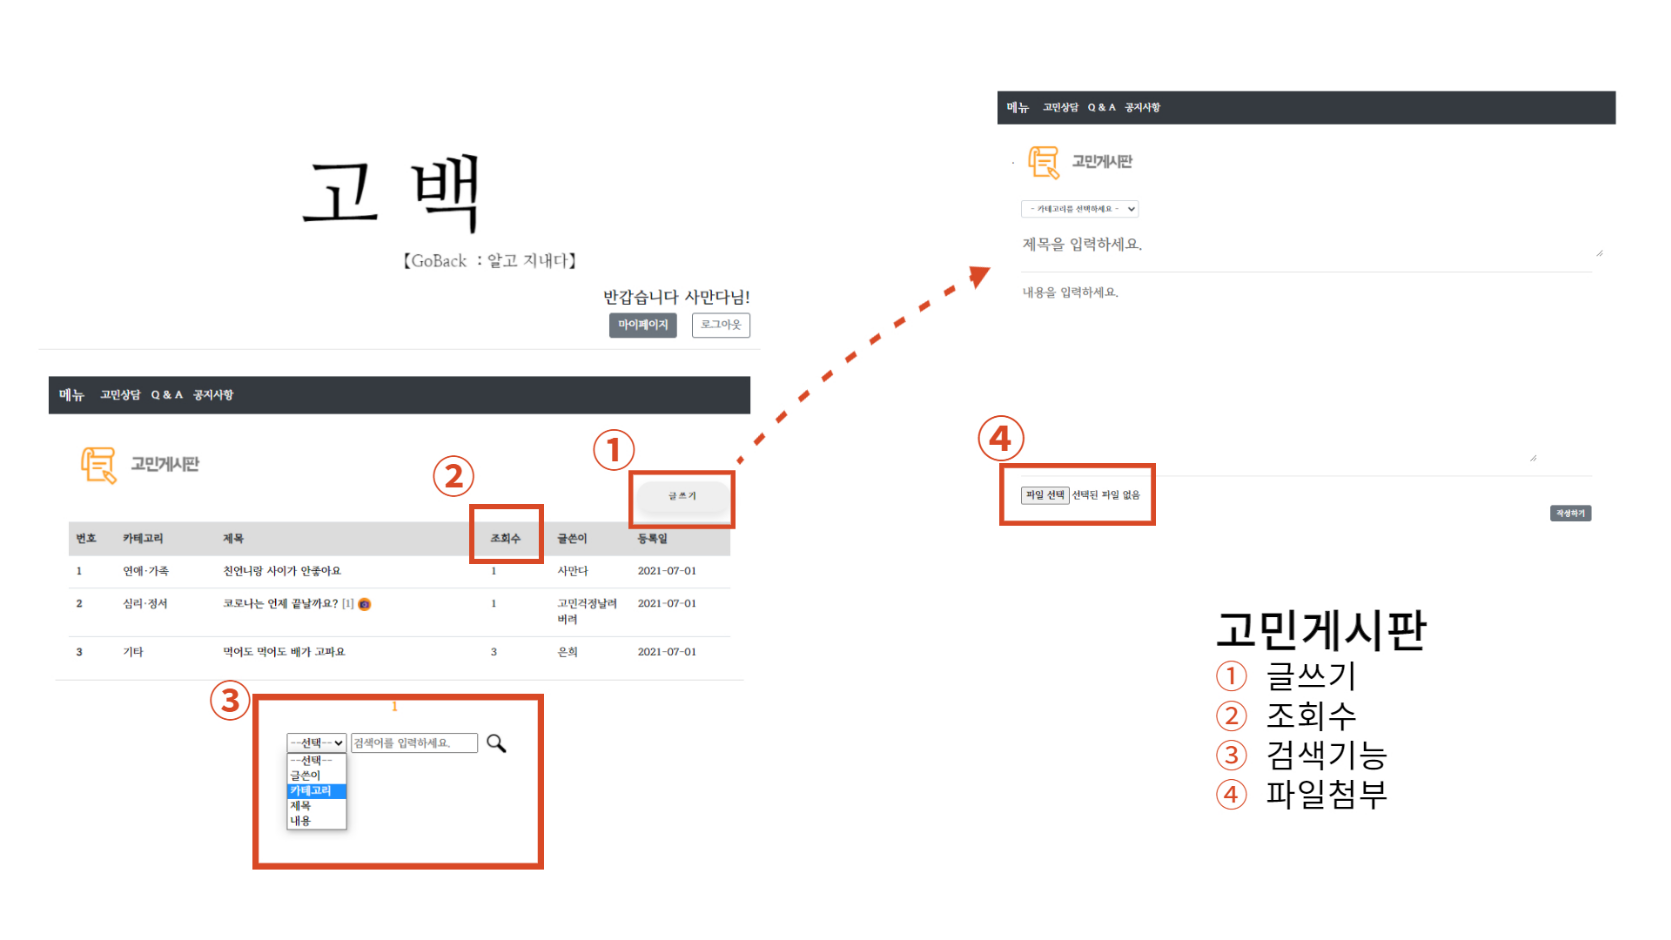 고 백
【GoBack : 알고 지내다】
반갑습니다 사만다님!
마이페이지 로그아웃
메뉴 고민상담 Q & A 공지사항
고민게시판
①
②
글쓰기
번호 카테고리 제목 조회수 글쓴이 등록일
1 연애·가족 친언니랑 사이가 안좋아요 1 사만다 2021-07-01
2 심리·정서 코로나는 언제 끝날까요? [1] 1 고민걱정날려버려 2021-07-01
3 기타 먹어도 먹어도 배가 고파요 3 은희 2021-07-01
③
1
--선택-- 검색어를 입력하세요.
--선택--
글쓴이
카테고리
제목
내용
메뉴 고민상담 Q & A 공지사항
고민게시판
- 카테고리를 선택하세요 -
제목을 입력하세요.
내용을 입력하세요.
④
파일 선택 선택된 파일 없음
작성하기
고민게시판
① 글쓰기
② 조회수
③ 검색기능
④ 파일첨부